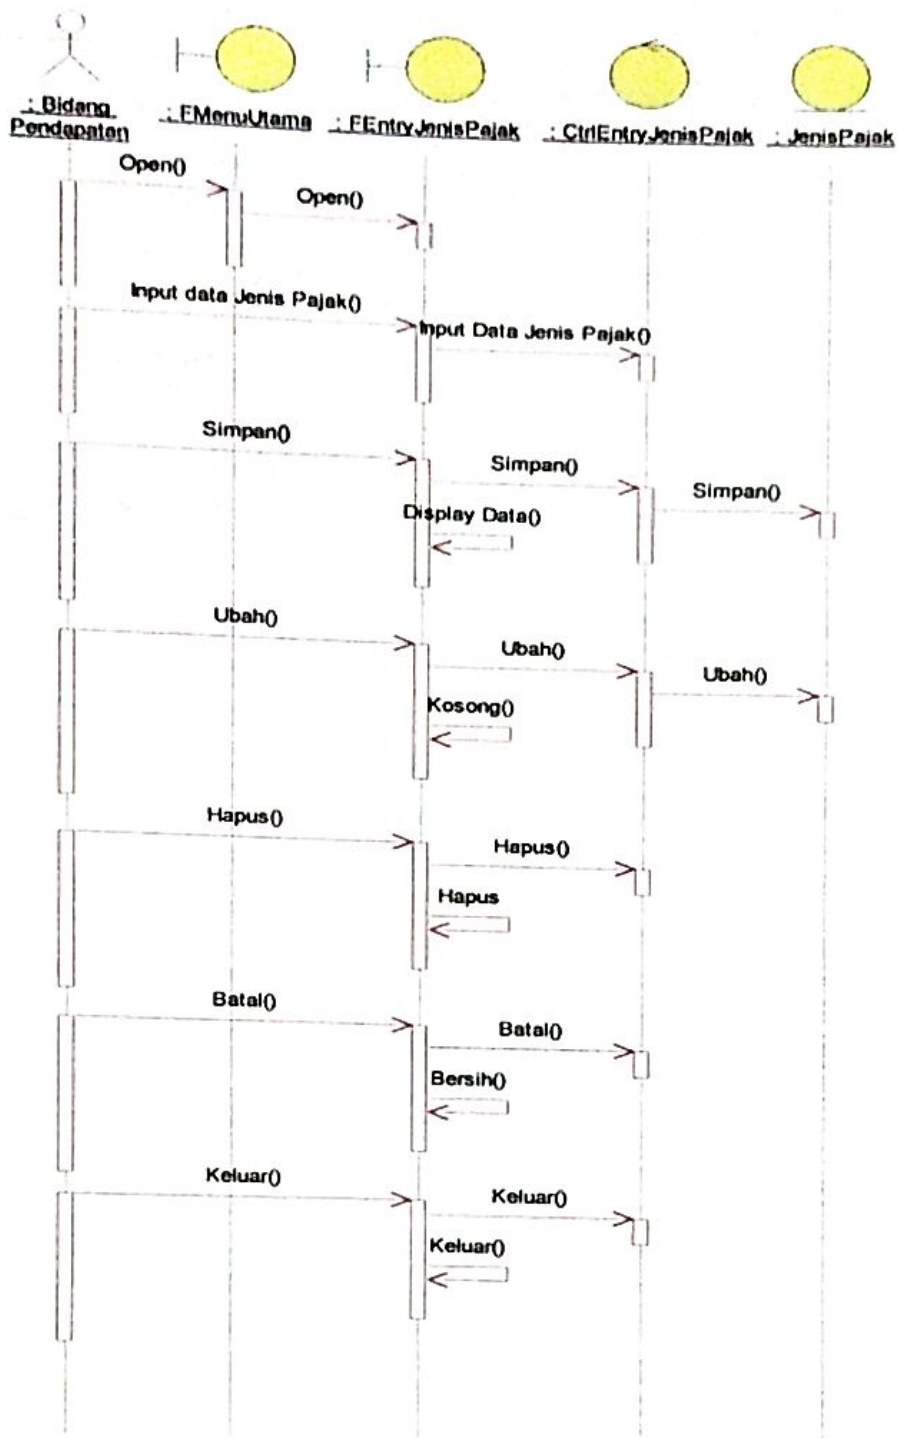 : Bidang
Pendapatan
: FMenuUtama
: FEntryJenisPajak
: CtrlEntryJenisPajak
: JenisPajak
Open()
Open()
Input data Jenis Pajak()
Input Data Jenis Pajak()
Simpan()
Simpan()
Simpan()
Display Data()
Ubah()
Ubah()
Ubah()
Kosong()
Hapus()
Hapus()
Hapus
Batal()
Batal()
Bersih()
Keluar()
Keluar()
Keluar()